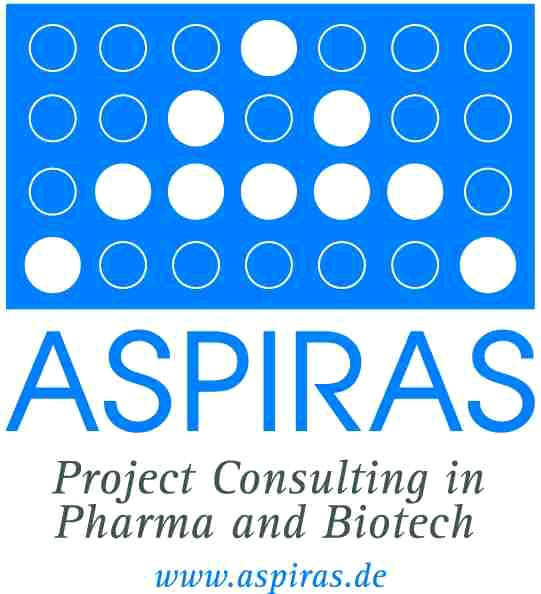 ASPIRAS
Project Consulting in
Pharma and Biotech
www.aspiras.de